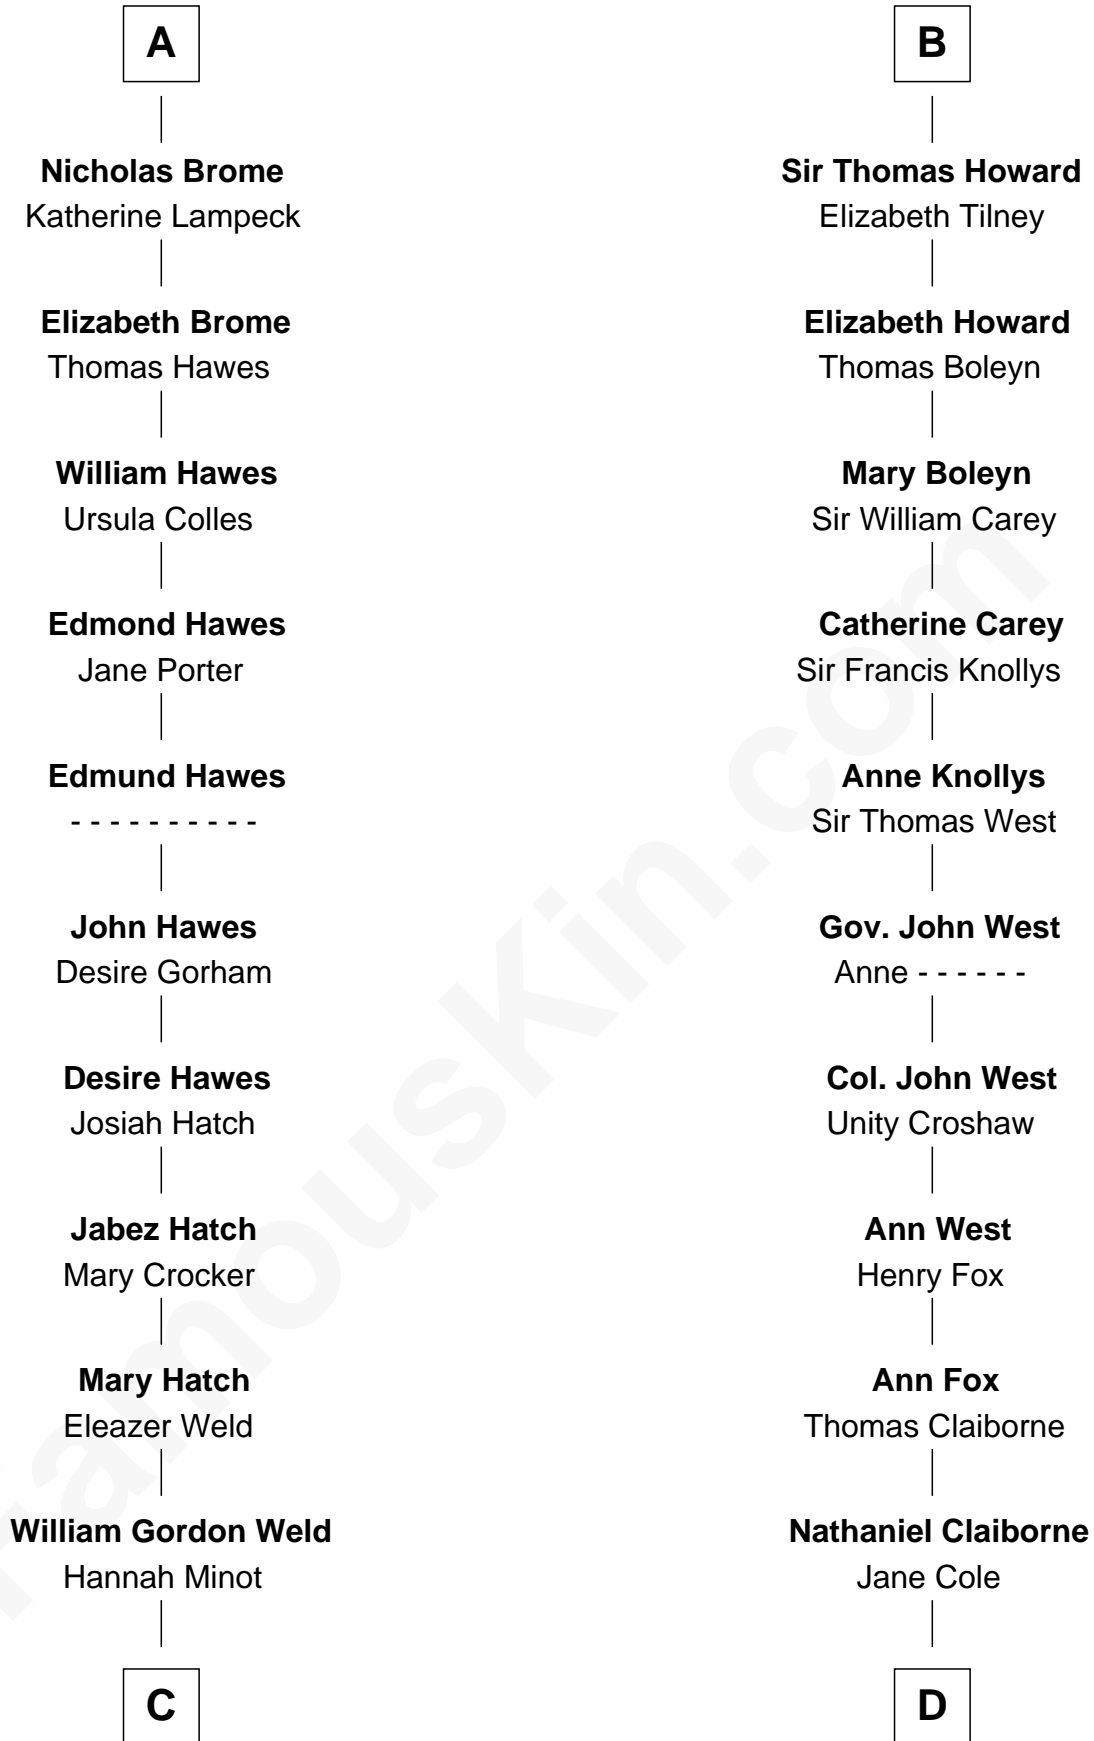 A
Nicholas Brome
Katherine Lampeck
Elizabeth Brome
Thomas Hawes
William Hawes
Ursula Colles
Edmond Hawes
Jane Porter
Edmund Hawes
- - - - - - - - - -
John Hawes
Desire Gorham
Desire Hawes
Josiah Hatch
Jabez Hatch
Mary Crocker
Mary Hatch
Eleazer Weld
William Gordon Weld
Hannah Minot
C
B
Sir Thomas Howard
Elizabeth Tilney
Elizabeth Howard
Thomas Boleyn
Mary Boleyn
Sir William Carey
Catherine Carey
Sir Francis Knollys
Anne Knollys
Sir Thomas West
Gov. John West
Anne - - - - - -
Col. John West
Unity Croshaw
Ann West
Henry Fox
Ann Fox
Thomas Claiborne
Nathaniel Claiborne
Jane Cole
D
FamousKin.com